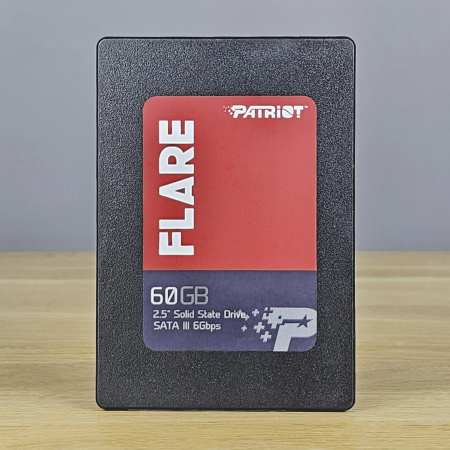 PATRIOT
FLARE
60GB
2.5" Solid State Drive
SATA III 6Gbps
P